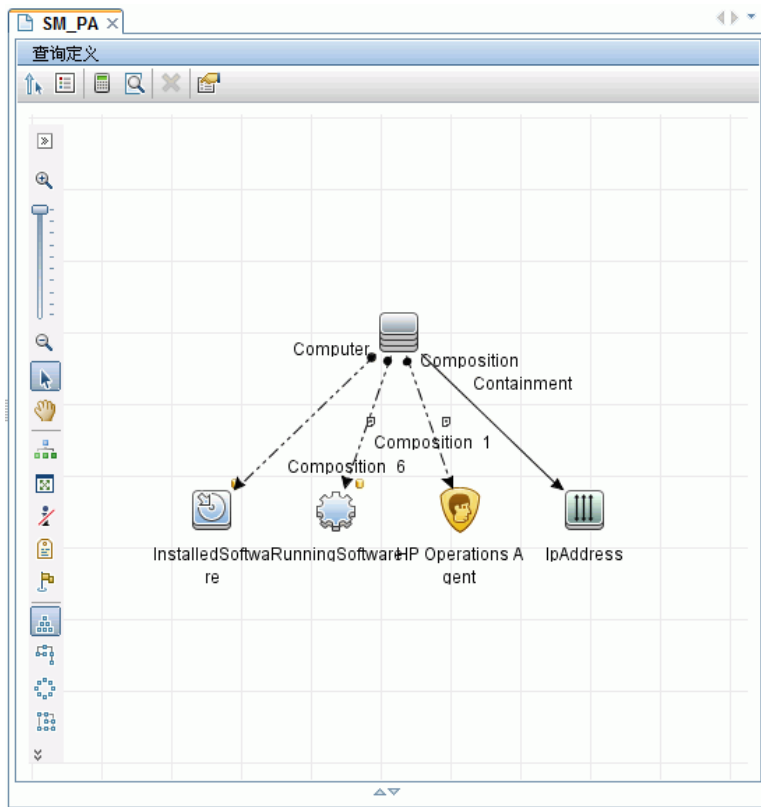 SM_PA
查询定义
Computer
Composition
Containment
Composition 1
Composition 6
InstalledSoftwa
re
RunningSoftware
HP Operations A
gent
IpAddress